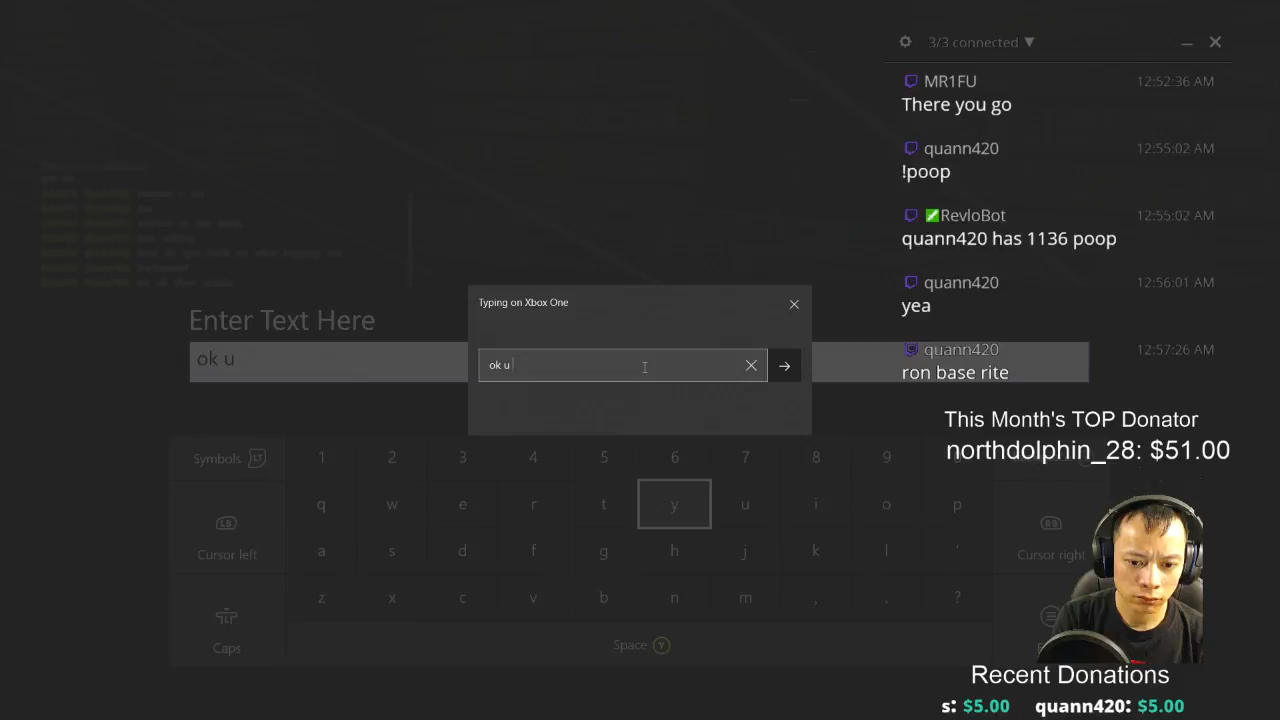 3/3 connected ▼
MR1FU 12:52:36 AM
There you go
quann420 12:55:02 AM
!poop
RevloBot 12:55:02 AM
quann420 has 1136 poop
quann420 12:56:01 AM
yea
quann420 12:57:26 AM
ron base rite
Typing on Xbox One
ok u
Enter Text Here
ok u
This Month's TOP Donator
northdolphin_28: $51.00
Symbols LT 1 2 3 4 5 6 7 8 9
q w e r t y u i o p
LB RB
Cursor left a s d f g h j k l ' Cursor right
z x c v b n m , . ?
Caps
Space Y
Recent Donations
s: $5.00 quann420: $5.00